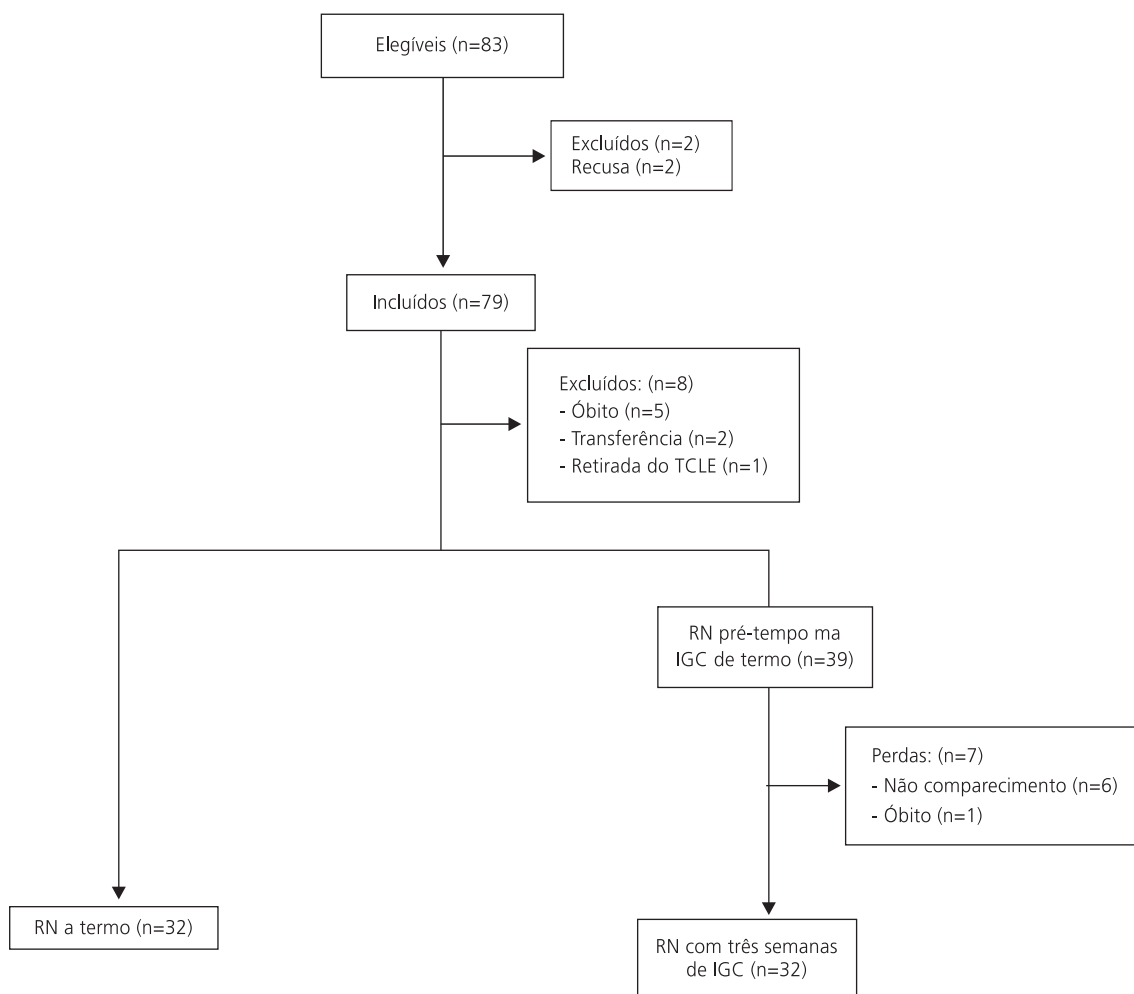 Elegíveis (n=83)
Excluídos (n=2)
Recusa (n=2)
Incluídos (n=79)
Excluídos: (n=8)
- Óbito (n=5)
- Transferência (n=2)
- Retirada do TCLE (n=1)
RN pré-tempo ma
IGC de termo (n=39)
Perdas: (n=7)
- Não comparecimento (n=6)
- Óbito (n=1)
RN a termo (n=32)
RN com três semanas
de IGC (n=32)